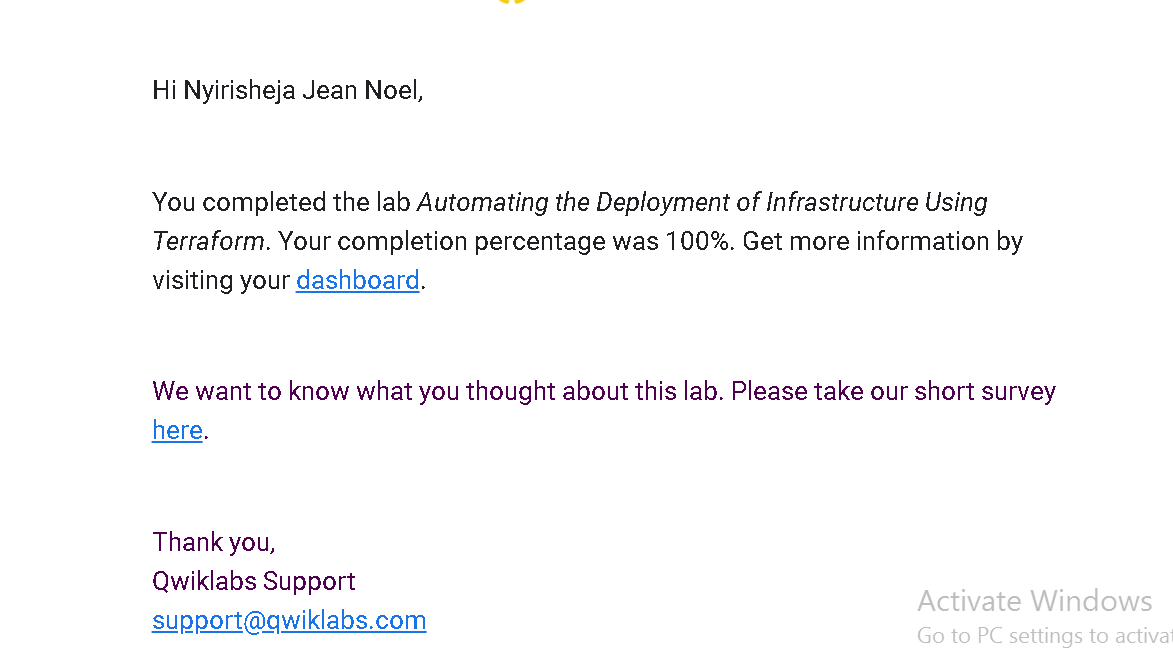 Hi Nyirisheja Jean Noel,
You completed the lab Automating the Deployment of Infrastructure Using
Terraform. Your completion percentage was 100%. Get more information by
visiting your dashboard.
We want to know what you thought about this lab. Please take our short survey
here.
Thank you,
Qwiklabs Support
support@qwiklabs.com
Activate Windows
Go to PC settings to activat